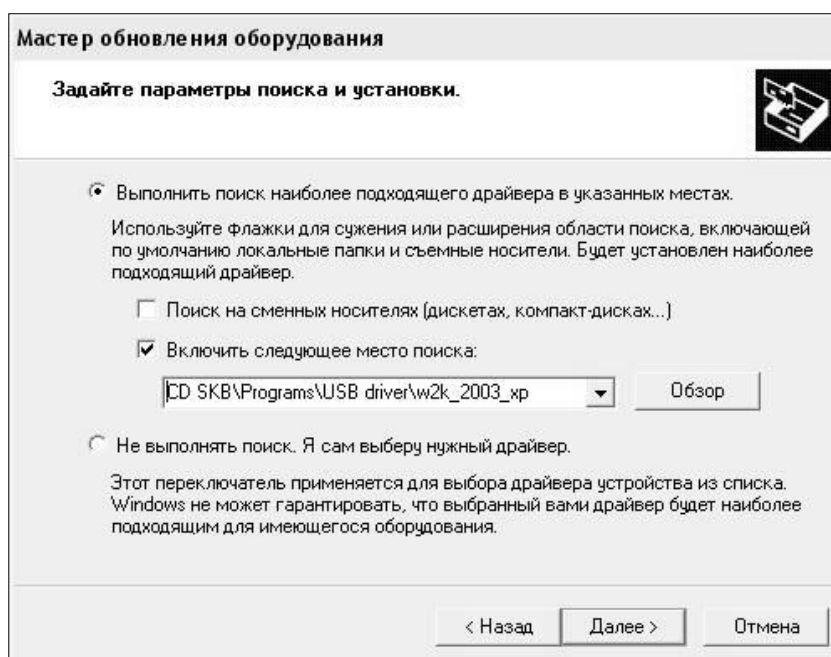 Мастер обновления оборудования
Задайте параметры поиска и установки.
Выполнить поиск наиболее подходящего драйвера в указанных местах.
Используйте флажки для сужения или расширения области поиска, включающей
по умолчанию локальные папки и съемные носители. Будет установлен наиболее
подходящий драйвер.
Поиск на сменных носителях (дискетах, компакт-дисках...)
Включить следующее место поиска:
CD SKB\Programs\USB driver\w2k_2003_xp
Обзор
Не выполнять поиск. Я сам выберу нужный драйвер.
Этот переключатель применяется для выбора драйвера устройства из списка.
Windows не может гарантировать, что выбранный вами драйвер будет наиболее
подходящим для имеющегося оборудования.
< Назад
Далее >
Отмена